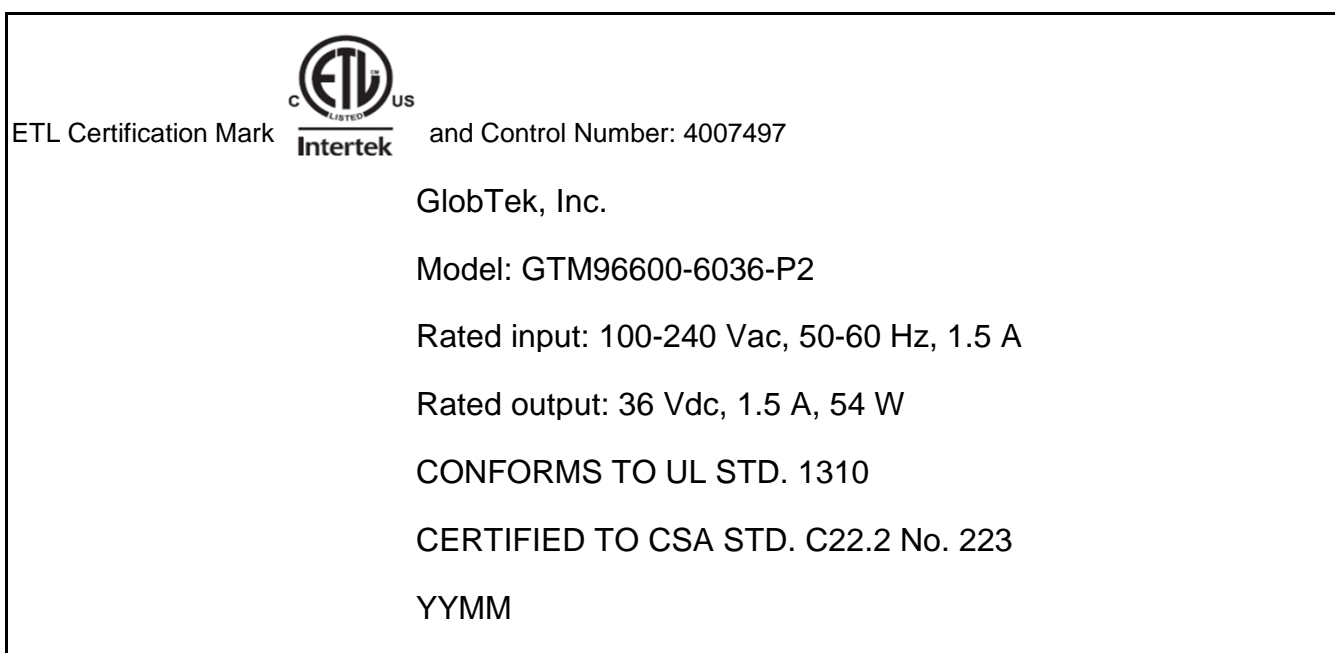 ETL CM
C US
LISTED
ETL Certification Mark Intertek and Control Number: 4007497
GlobTek, Inc.
Model: GTM96600-6036-P2
Rated input: 100-240 Vac, 50-60 Hz, 1.5 A
Rated output: 36 Vdc, 1.5 A, 54 W
CONFORMS TO UL STD. 1310
CERTIFIED TO CSA STD. C22.2 No. 223
YYMM